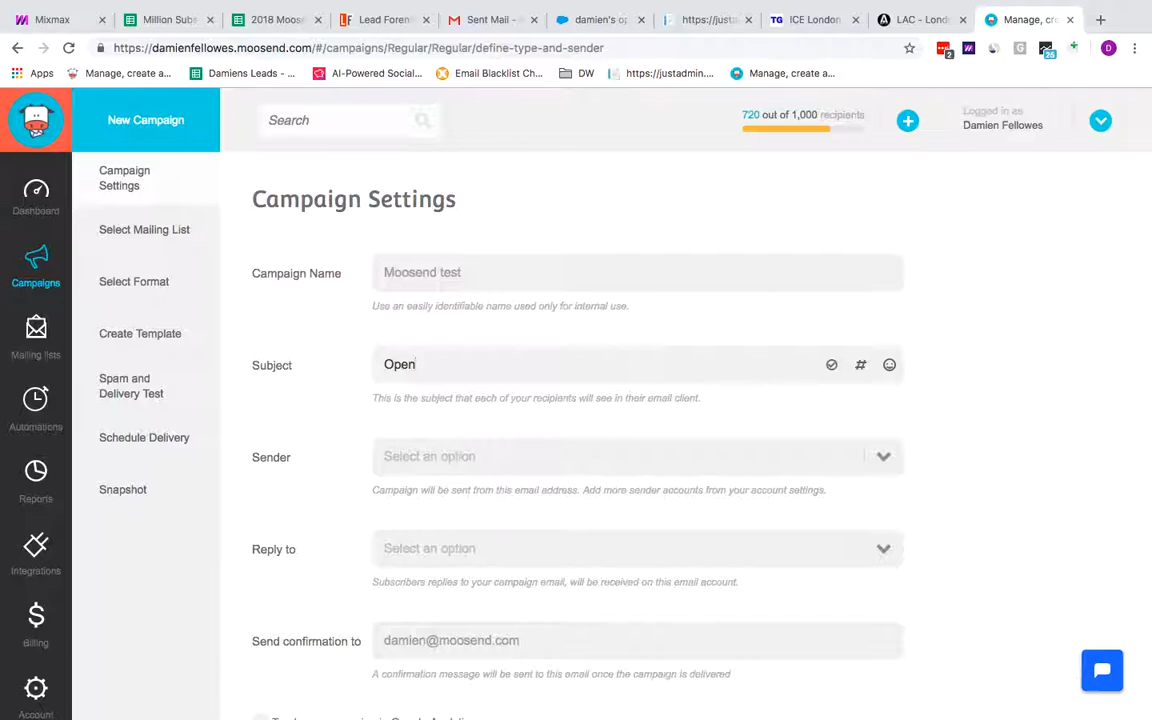 Mixmax
Million Subs
2018 Moose
Lead Foren
Sent Mail -
damien's op
https://justa
ICE London
LAC - Lond
Manage, cre
https://damienfellowes.moosend.com/#/campaigns/Regular/Regular/define-type-and-sender
2
25
D
Apps
Manage, create a...
Damiens Leads - ...
AI-Powered Social...
Email Blacklist Ch...
DW
https://justadmin....
Manage, create a...
New Campaign
Search
720 out of 1,000 recipients
Logged in as
Damien Fellowes
Dashboard
Campaigns
Mailing lists
Automations
Reports
Integrations
Billing
Account
Campaign
Settings
Select Mailing List
Select Format
Create Template
Spam and
Delivery Test
Schedule Delivery
Snapshot
Campaign Settings
Campaign Name
Moosend test
Use an easily identifiable name used only for internal use.
Subject
Open
#
This is the subject that each of your recipients will see in their email client.
Sender
Select an option
Campaign will be sent from this email address. Add more sender accounts from your account settings.
Reply to
Select an option
Subscribers replies to your campaign email, will be received on this email account.
Send confirmation to
damien@moosend.com
A confirmation message will be sent to this email once the campaign is delivered